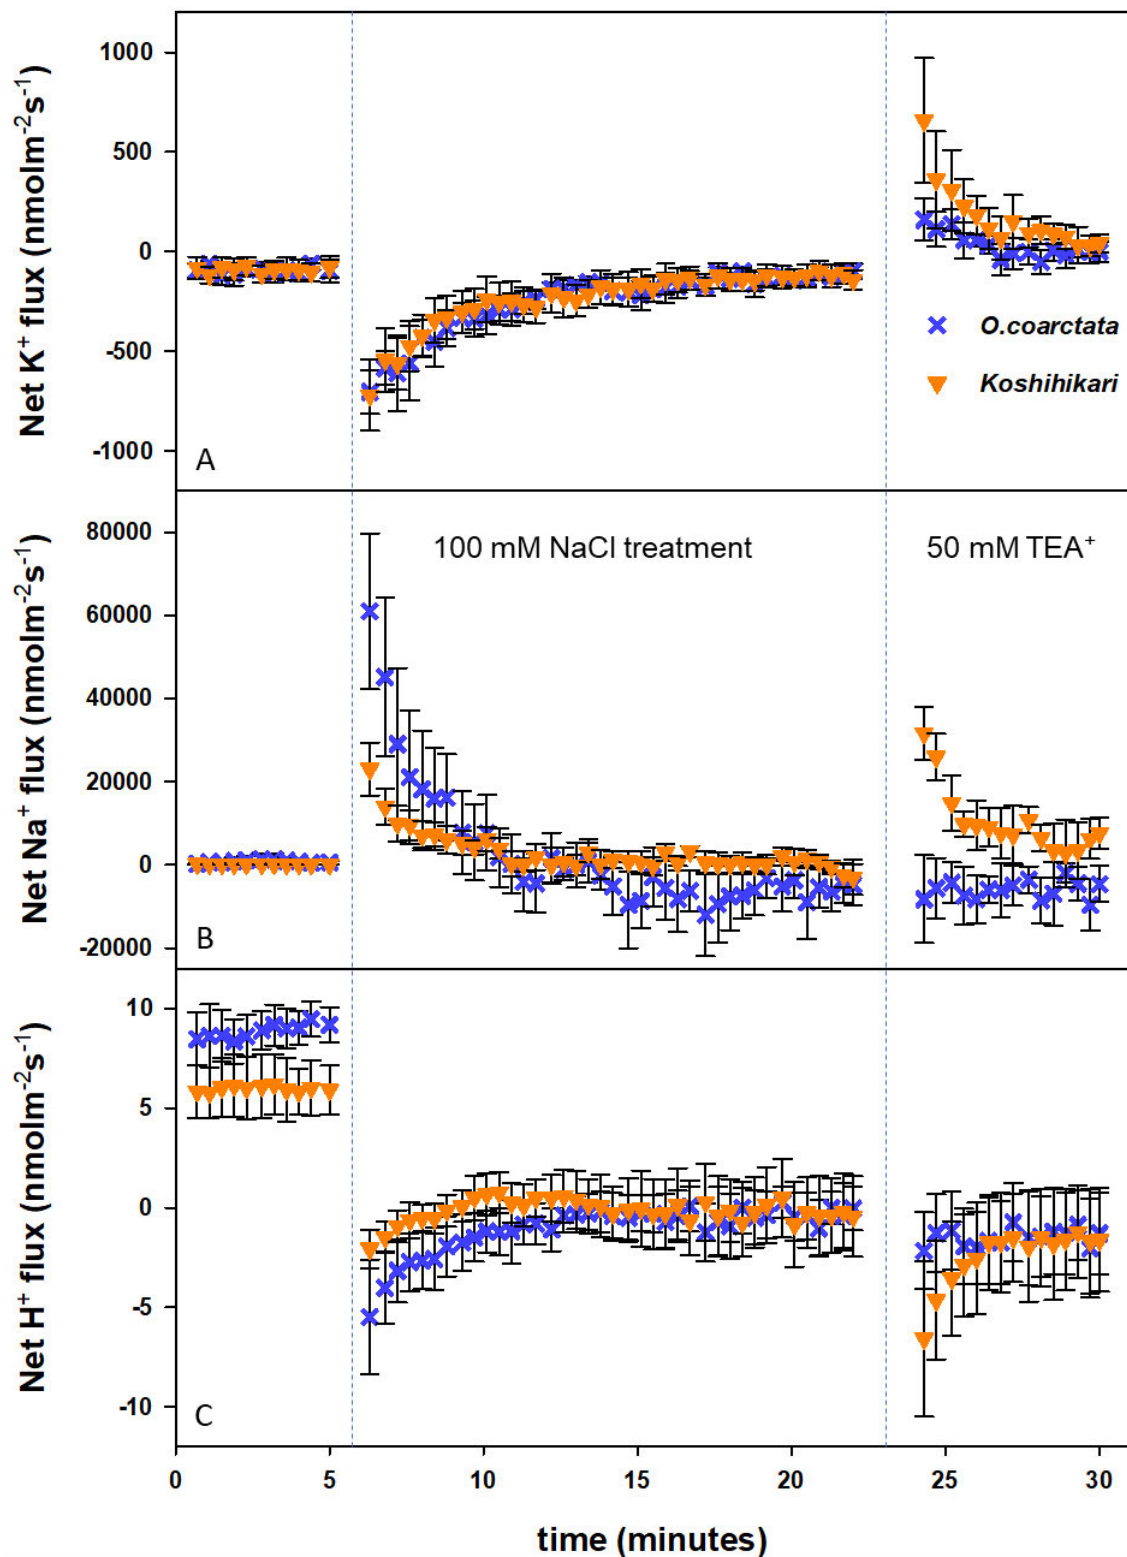 Net K⁺ flux (nmolm⁻²s⁻¹)
1000
500
0
-500
-1000
O.coarctata
Koshihikari
A
Net Na⁺ flux (nmolm⁻²s⁻¹)
80000
60000
40000
20000
0
-20000
100 mM NaCl treatment
50 mM TEA⁺
B
Net H⁺ flux (nmolm⁻²s⁻¹)
10
5
0
-5
-10
C
0 5 10 15 20 25 30
time (minutes)